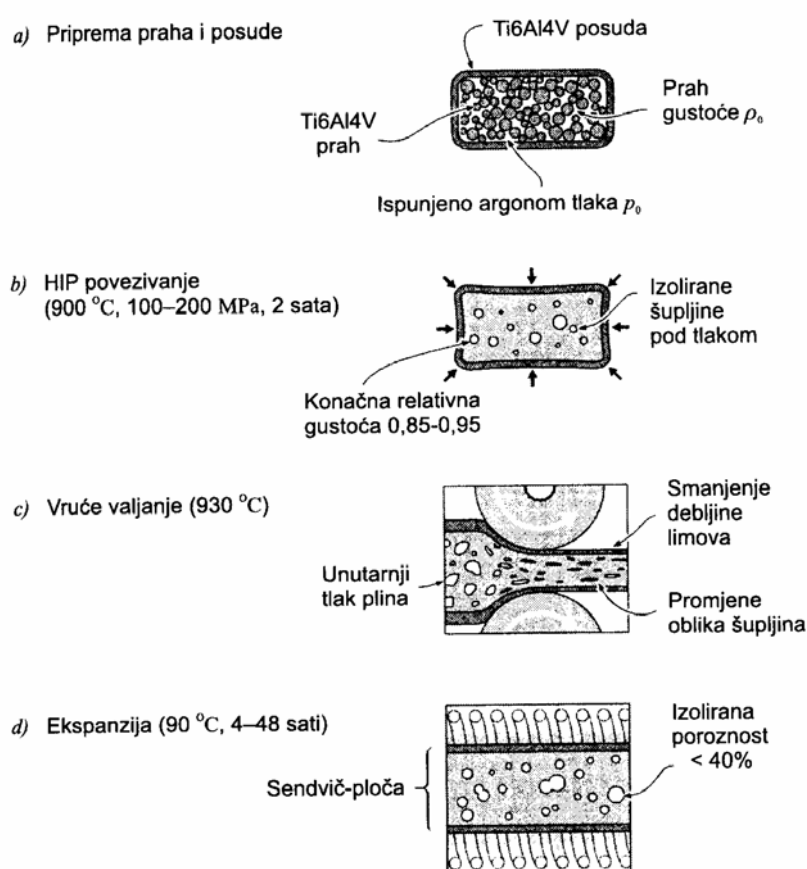 a) Priprema praha i posude
Ti6Al4V posuda
Ti6Al4V
prah
Prah
gustoće ρ₀
Ispunjeno argonom tlaka p₀
b) HIP povezivanje
(900 °C, 100–200 MPa, 2 sata)
Izolirane
šupljine
pod tlakom
Konačna relativna
gustoća 0,85-0,95
c) Vruće valjanje (930 °C)
Smanjenje
debljine
limova
Unutarnji
tlak plina
Promjene
oblika šupljina
d) Ekspanzija (90 °C, 4–48 sati)
Izolirana
poroznost
< 40%
Sendvič-ploča